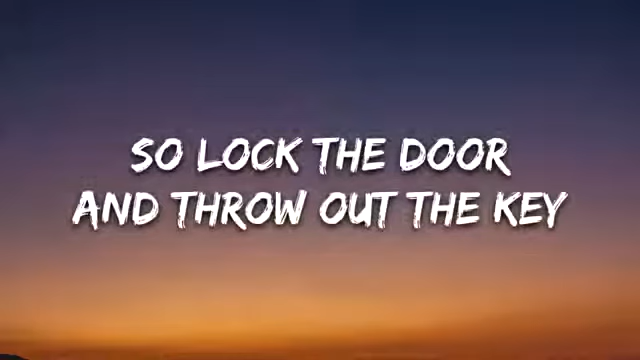 SO LOCK THE DOOR
AND THROW OUT THE KEY